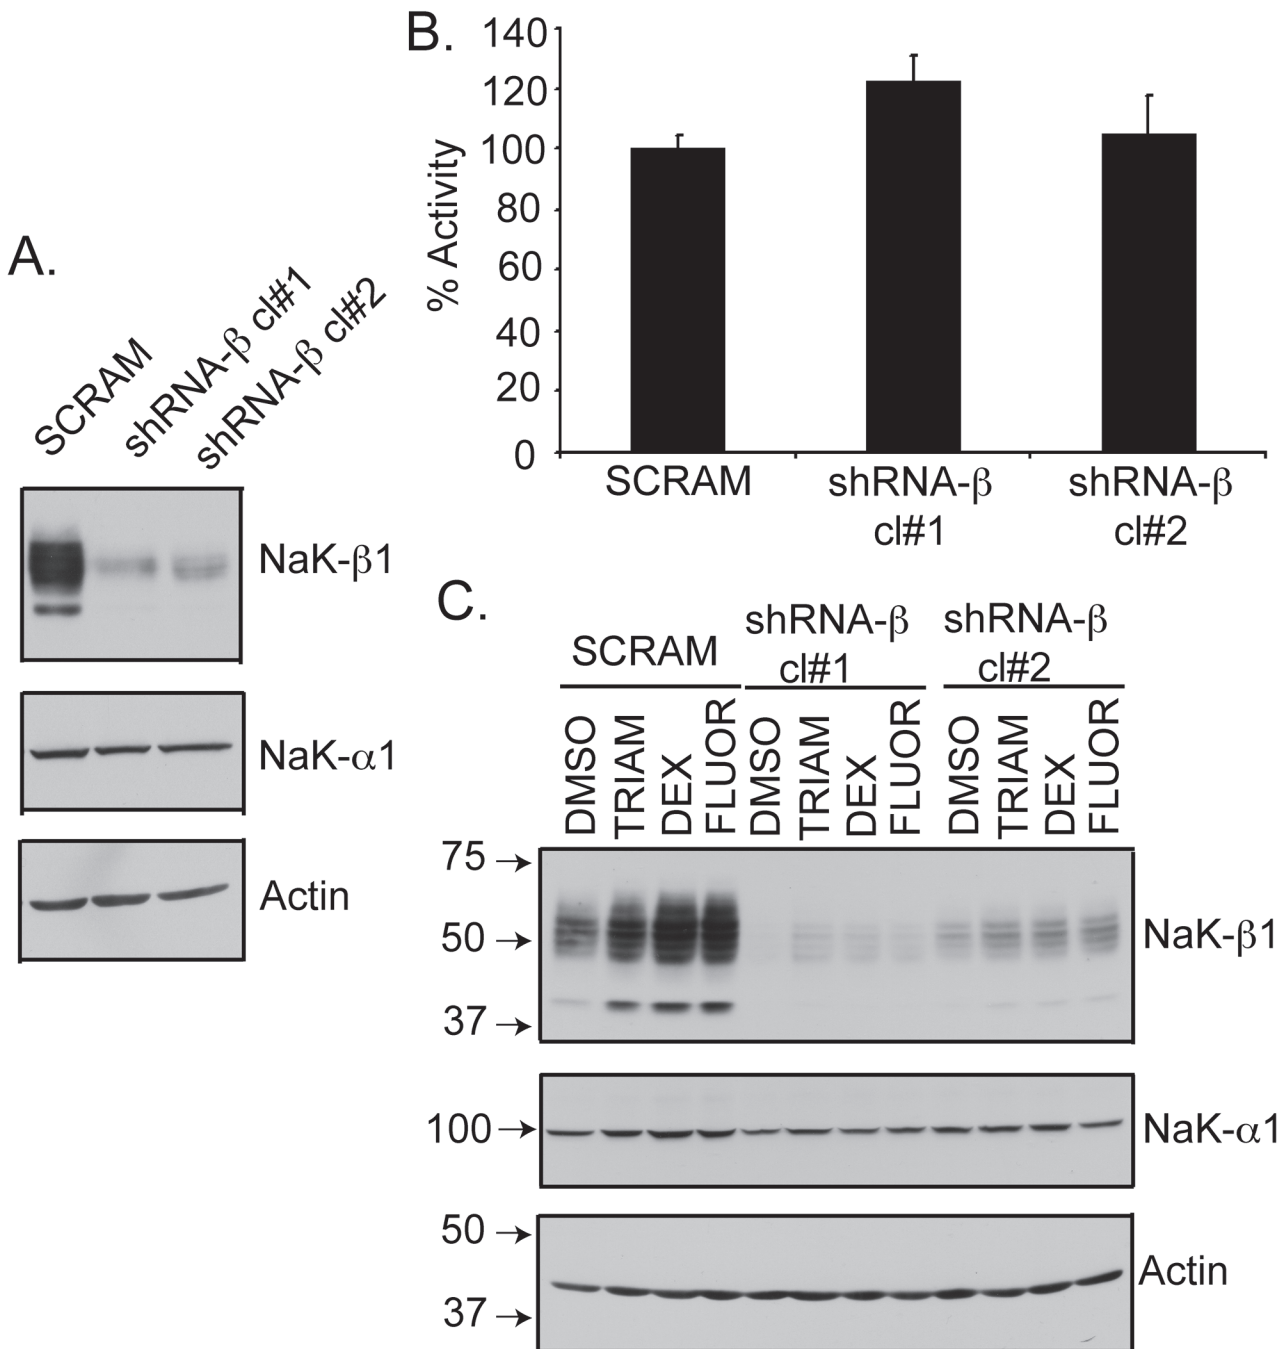 A.
SCRAM
shRNA-β cl#1
shRNA-β cl#2
NaK-β1
NaK-α1
Actin
B.
% Activity
140
120
100
80
60
40
20
0
SCRAM
shRNA-β
cl#1
shRNA-β
cl#2
C.
SCRAM
shRNA-β
cl#1
shRNA-β
cl#2
DMSO
TRIAM
DEX
FLUOR
DMSO
TRIAM
DEX
FLUOR
DMSO
TRIAM
DEX
FLUOR
75 →
50 →
37 →
NaK-β1
100 →
NaK-α1
50 →
37 →
Actin